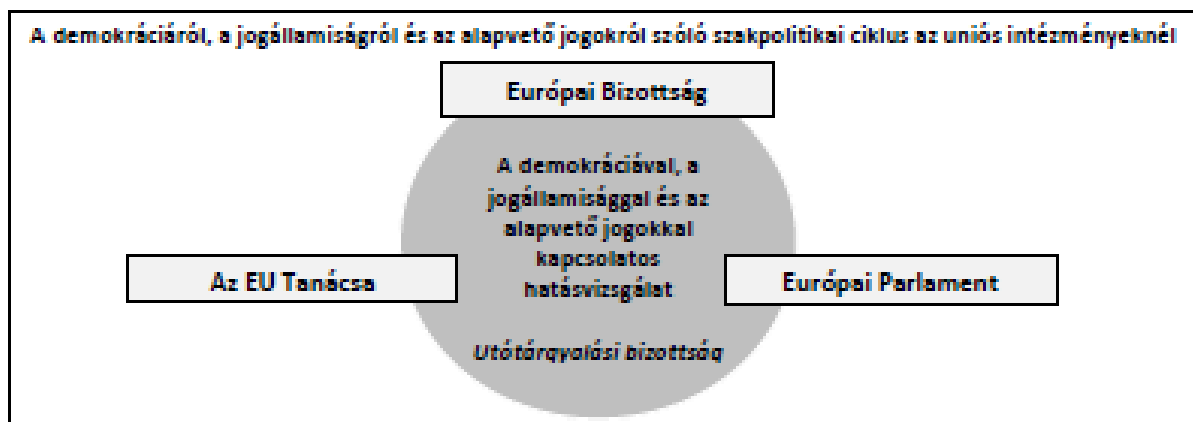 A demokráciáról, a jogállamiságról és az alapvető jogokról szóló szakpolitikai ciklus az uniós intézményeknél
Európai Bizottság
A demokráciával, a
jogállamisággal és az
alapvető jogokkal
kapcsolatos
hatásvizsgálat
Az EU Tanácsa
Európai Parlament
Utótárgyalási bizottság